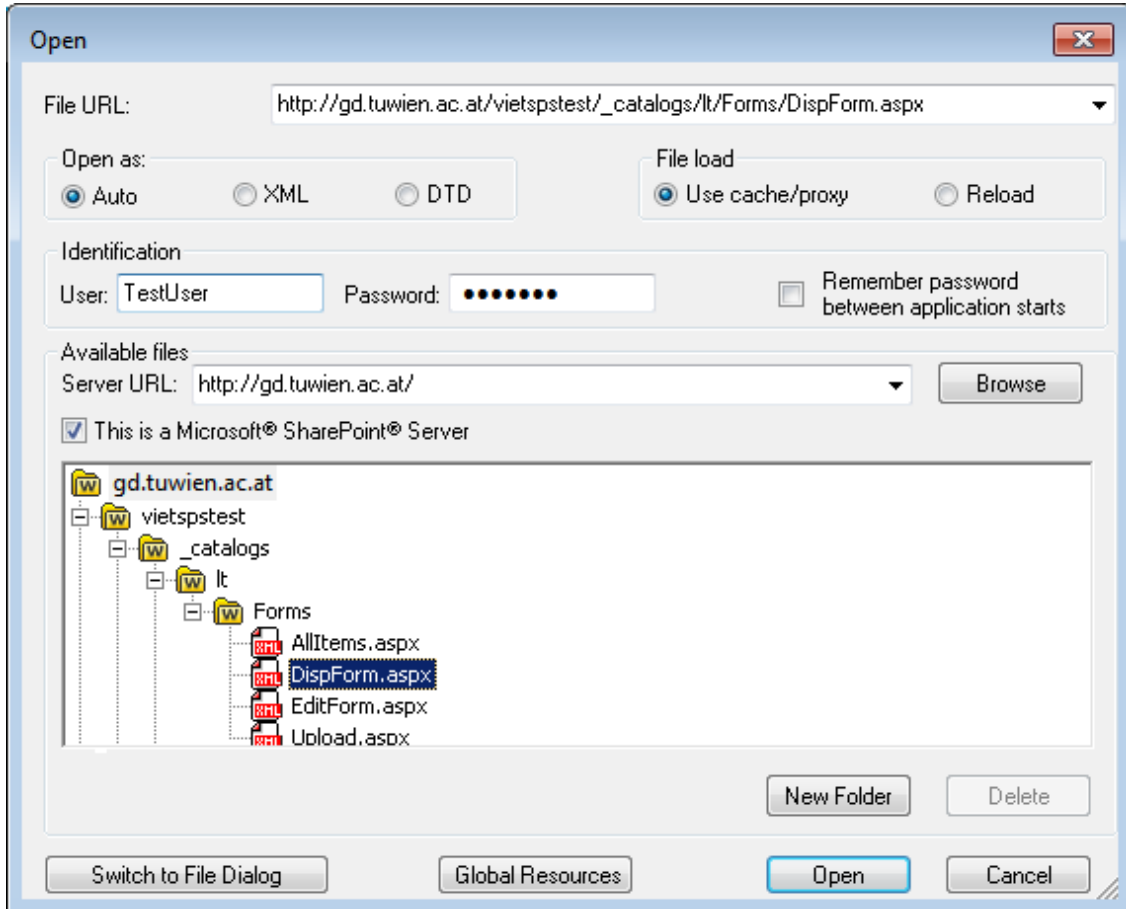 Open
File URL: http://gd.tuwien.ac.at/vietspstest/_catalogs/lt/Forms/DispForm.aspx
Open as:
Auto XML DTD
File load
Use cache/proxy Reload
Identification
User: TestUser Password: ●●●●●●● Remember password
between application starts
Available files
Server URL: http://gd.tuwien.ac.at/ Browse
This is a Microsoft® SharePoint® Server
gd.tuwien.ac.at
vietspstest
_catalogs
lt
Forms
XML AllItems.aspx
XML DispForm.aspx
XML EditForm.aspx
XML Upload.aspx
New Folder Delete
Switch to File Dialog Global Resources Open Cancel